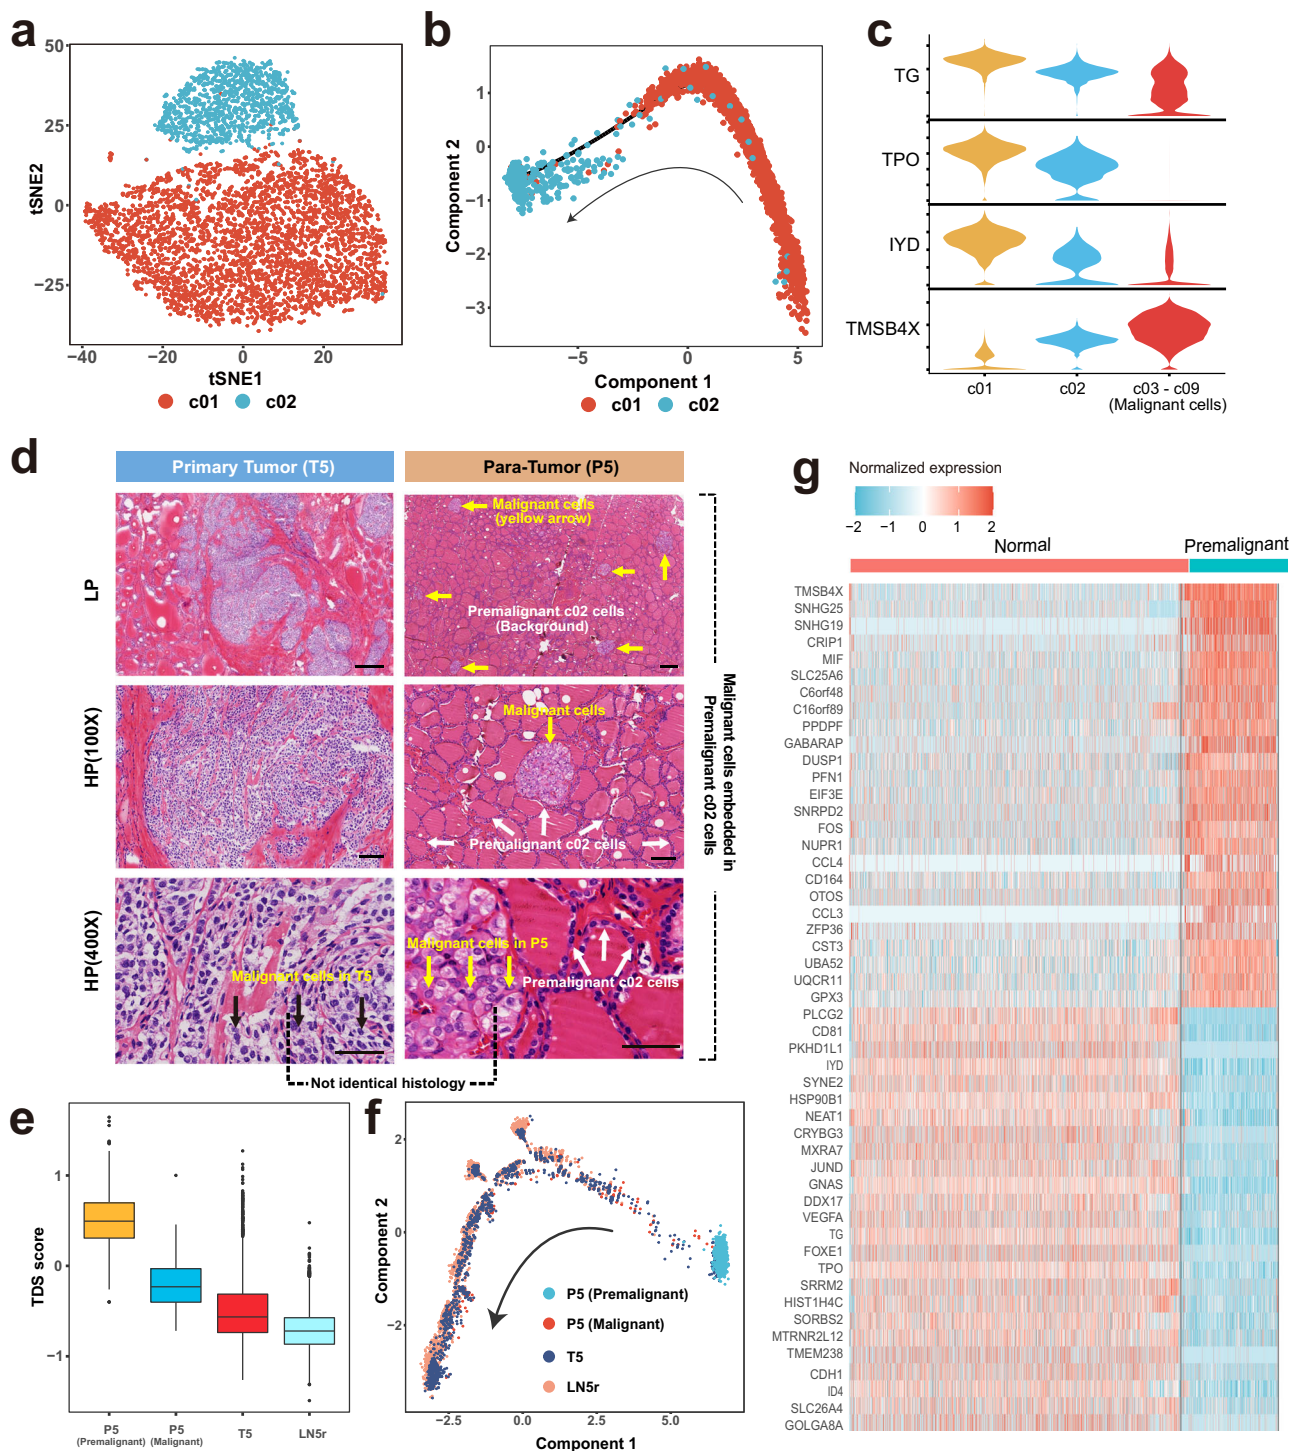 a
50
25
0
−25
tSNE2
−40
−20
0
20
tSNE1
c01
c02
b
1
0
−1
−2
−3
Component 2
−5
0
5
Component 1
c01
c02
c
TG
TPO
IYD
TMSB4X
c01
c02
c03 - c09
(Malignant cells)
d
Primary Tumor (T5)
Para-Tumor (P5)
LP
Malignant cells
(yellow arrow)
Premalignant c02 cells
(Background)
HP(100X)
Malignant cells
Premalignant c02 cells
HP(400X)
Malignant cells in T5
Malignant cells in P5
Premalignant c02 cells
Malignant cells embedded in
Premalignant c02 cells
Not identical histology
e
TDS score
1
0
−1
P5
(Premalignant)
P5
(Malignant)
T5
LN5r
f
Component 2
2
0
−2
P5 (Premalignant)
P5 (Malignant)
T5
LN5r
−2.5
0.0
2.5
5.0
Component 1
g
Normalized expression
−2
−1
0
1
2
Normal
Premalignant
TMSB4X
SNHG25
SNHG19
CRIP1
MIF
SLC25A6
C6orf48
C16orf89
PPDPF
GABARAP
DUSP1
PFN1
EIF3E
SNRPD2
FOS
NUPR1
CCL4
CD164
OTOS
CCL3
ZFP36
CST3
UBA52
UQCR11
GPX3
PLCG2
CD81
PKHD1L1
IYD
SYNE2
HSP90B1
NEAT1
CRYBG3
MXRA7
JUND
GNAS
DDX17
VEGFA
TG
FOXE1
TPO
SRRM2
HIST1H4C
SORBS2
MTRNR2L12
TMEM238
CDH1
ID4
SLC26A4
GOLGA8A